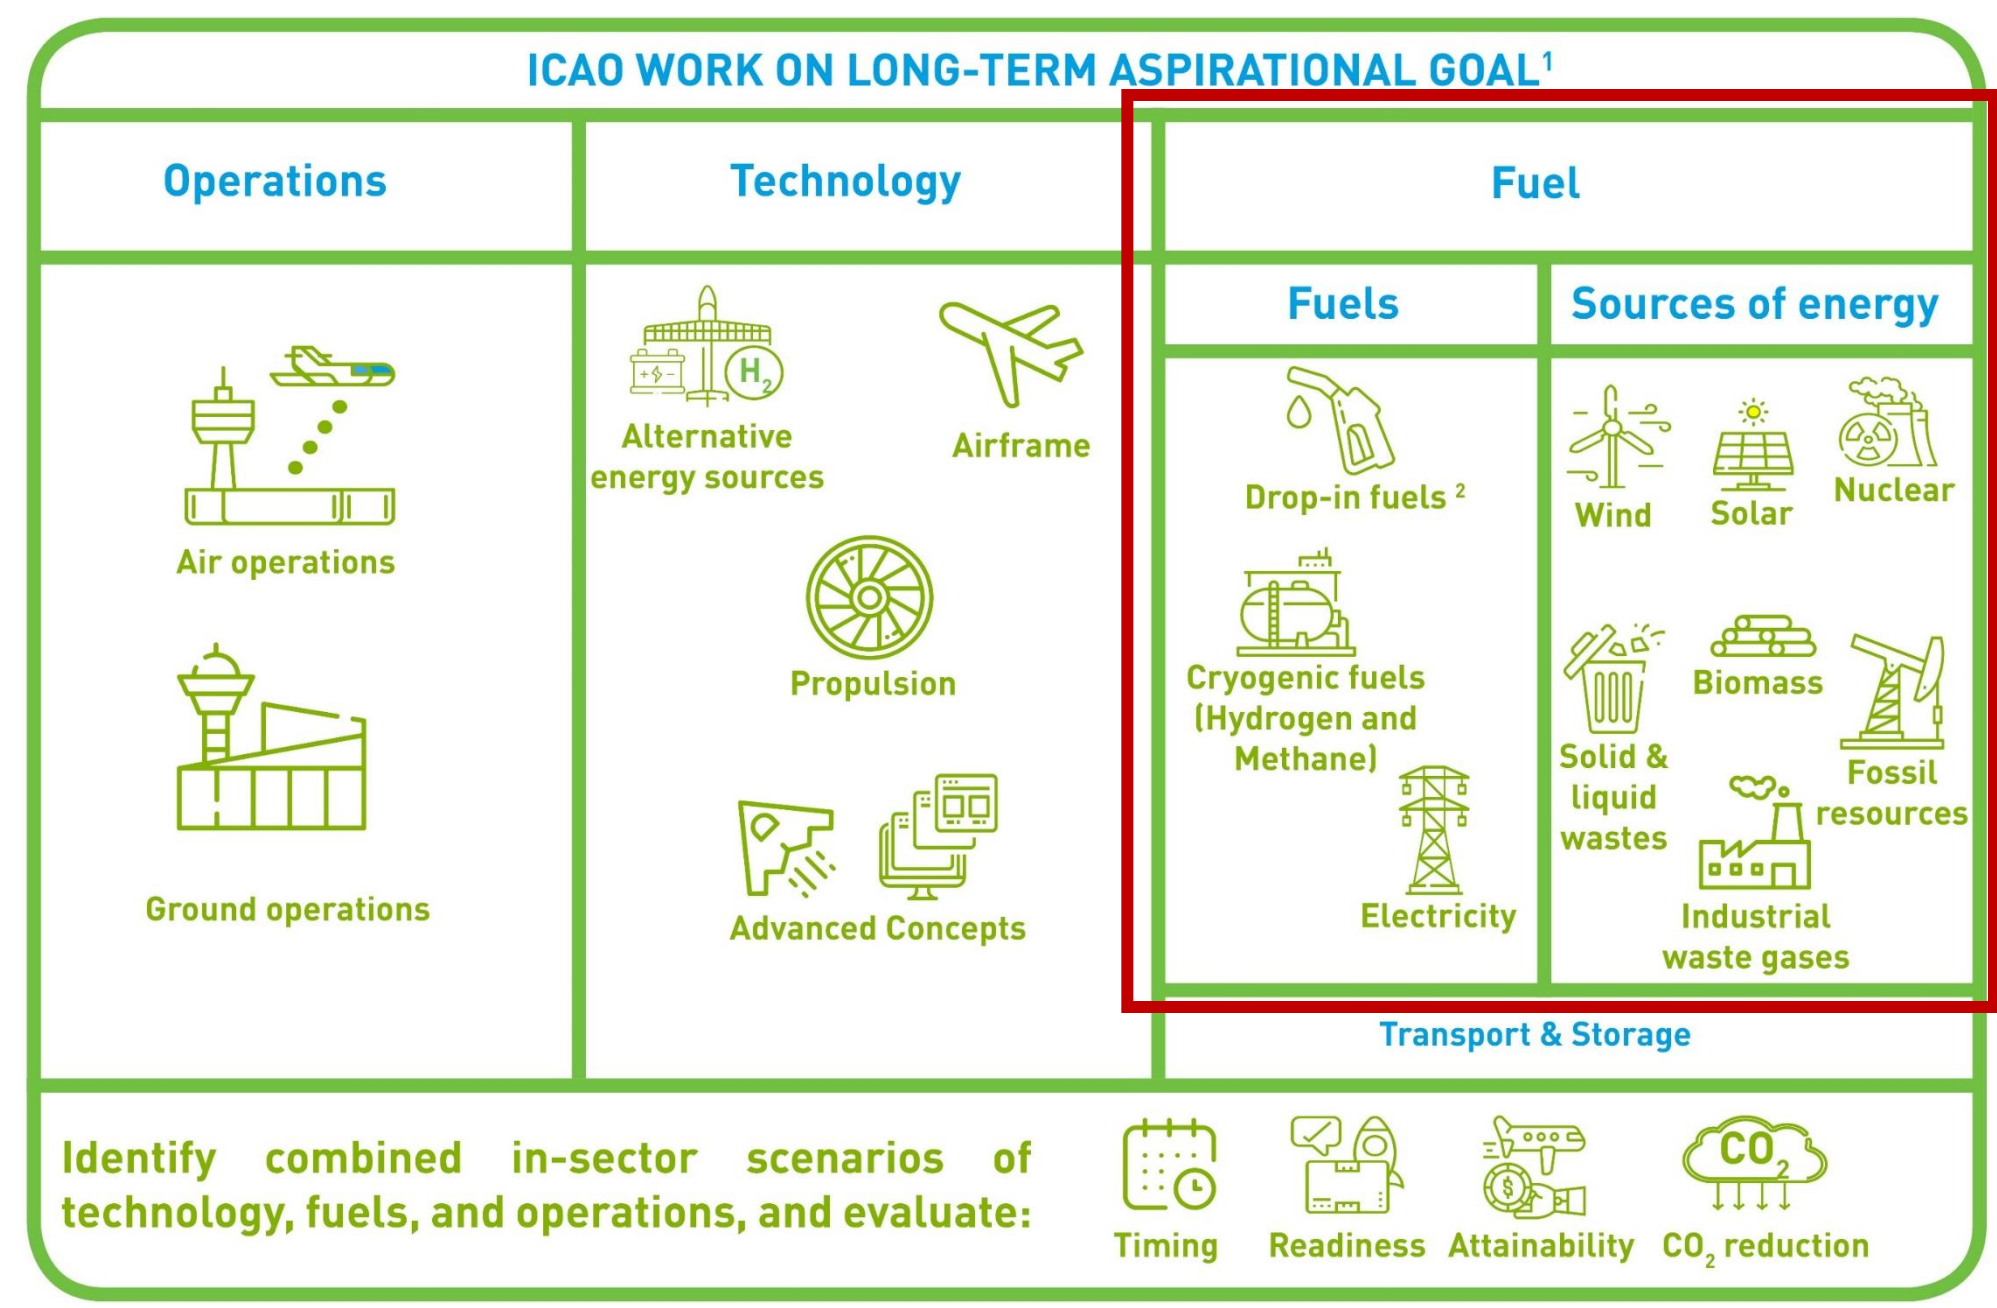 ICAO WORK ON LONG-TERM ASPIRATIONAL GOAL¹
Operations
Technology
Fuel
Fuels
Sources of energy
Air operations
Ground operations
H₂
+ -
Alternative
energy sources
Airframe
Propulsion
Advanced Concepts
Drop-in fuels ²
Cryogenic fuels
(Hydrogen and
Methane)
Electricity
Wind
Solar
Nuclear
Solid &
liquid
wastes
Biomass
Fossil
resources
Industrial
waste gases
Transport & Storage
Identify combined in-sector scenarios of
technology, fuels, and operations, and evaluate:
Timing
Readiness
$
Attainability
CO₂
CO₂ reduction